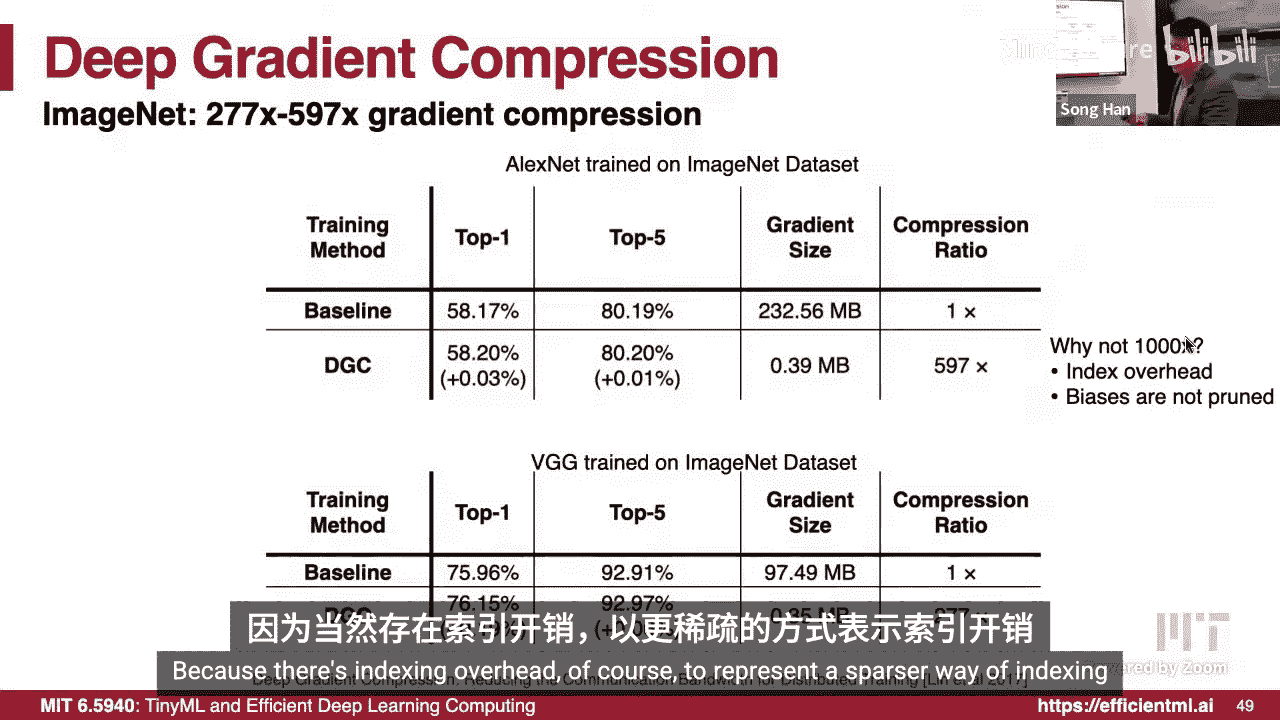 Deep Gradient Compression
ImageNet: 277x-597x gradient compression
Song Han
AlexNet trained on ImageNet Dataset
Training Method Top-1 Top-5 Gradient Size Compression Ratio
Baseline 58.17% 80.19% 232.56 MB 1 ×
DGC 58.20% (+0.03%) 80.20% (+0.01%) 0.39 MB 597 ×
Why not 1000x?
• Index overhead
• Biases are not pruned
VGG trained on ImageNet Dataset
Training Method Top-1 Top-5 Gradient Size Compression Ratio
Baseline 75.96% 92.91% 97.49 MB 1 ×
76.15% 92.97%
因为当然存在索引开销，以更稀疏的方式表示索引开销
Because there's indexing overhead, of course, to represent a sparser way of indexing
by Zoom
MIT 6.5940: TinyML and Efficient Deep Learning Computing
https://efficientml.ai 49